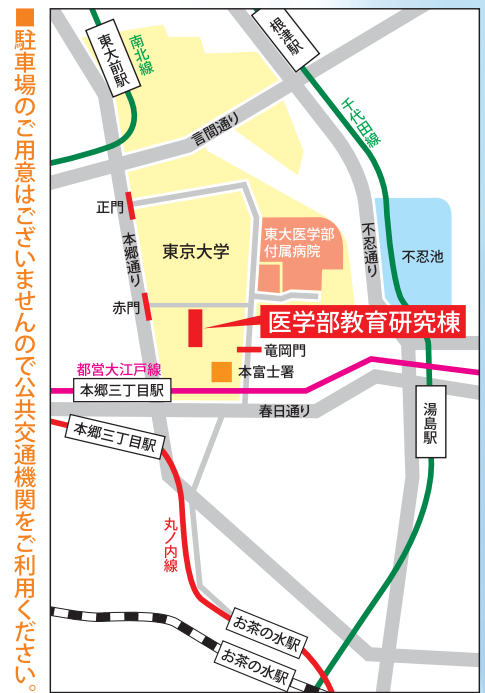 ■駐車場のご用意はございませんので公共交通機関をご利用ください。
東大前駅
南北線
根津駅
千代田線
言問通り
正門
本郷通り
東京大学
東大医学部
付属病院
不忍通り
不忍池
赤門
医学部教育研究棟
竜岡門
本富士署
都営大江戸線
本郷三丁目駅
春日通り
湯島駅
本郷三丁目駅
丸ノ内線
お茶の水駅
お茶の水駅